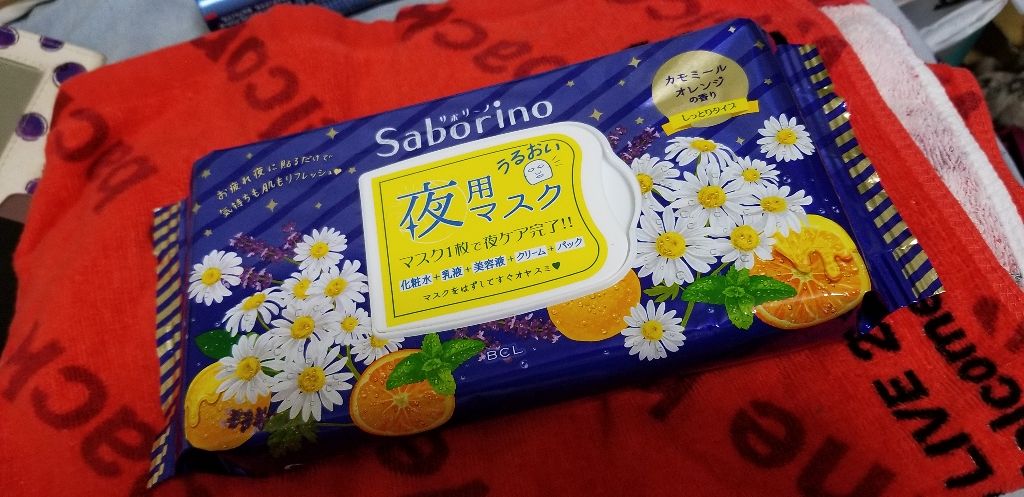 サボリーノ
Saborino
お疲れ夜に貼るだけで、
気持ちも肌もリフレッシュ♥
カモミール
オレンジ
の香り
しっとりタイプ
うるおい
夜用
マスク
マスク1枚で夜ケア完了!!
化粧水+乳液+美容液+クリーム+パック
マスクをはずしてすぐオヤスミ♥
BCL
LIVE